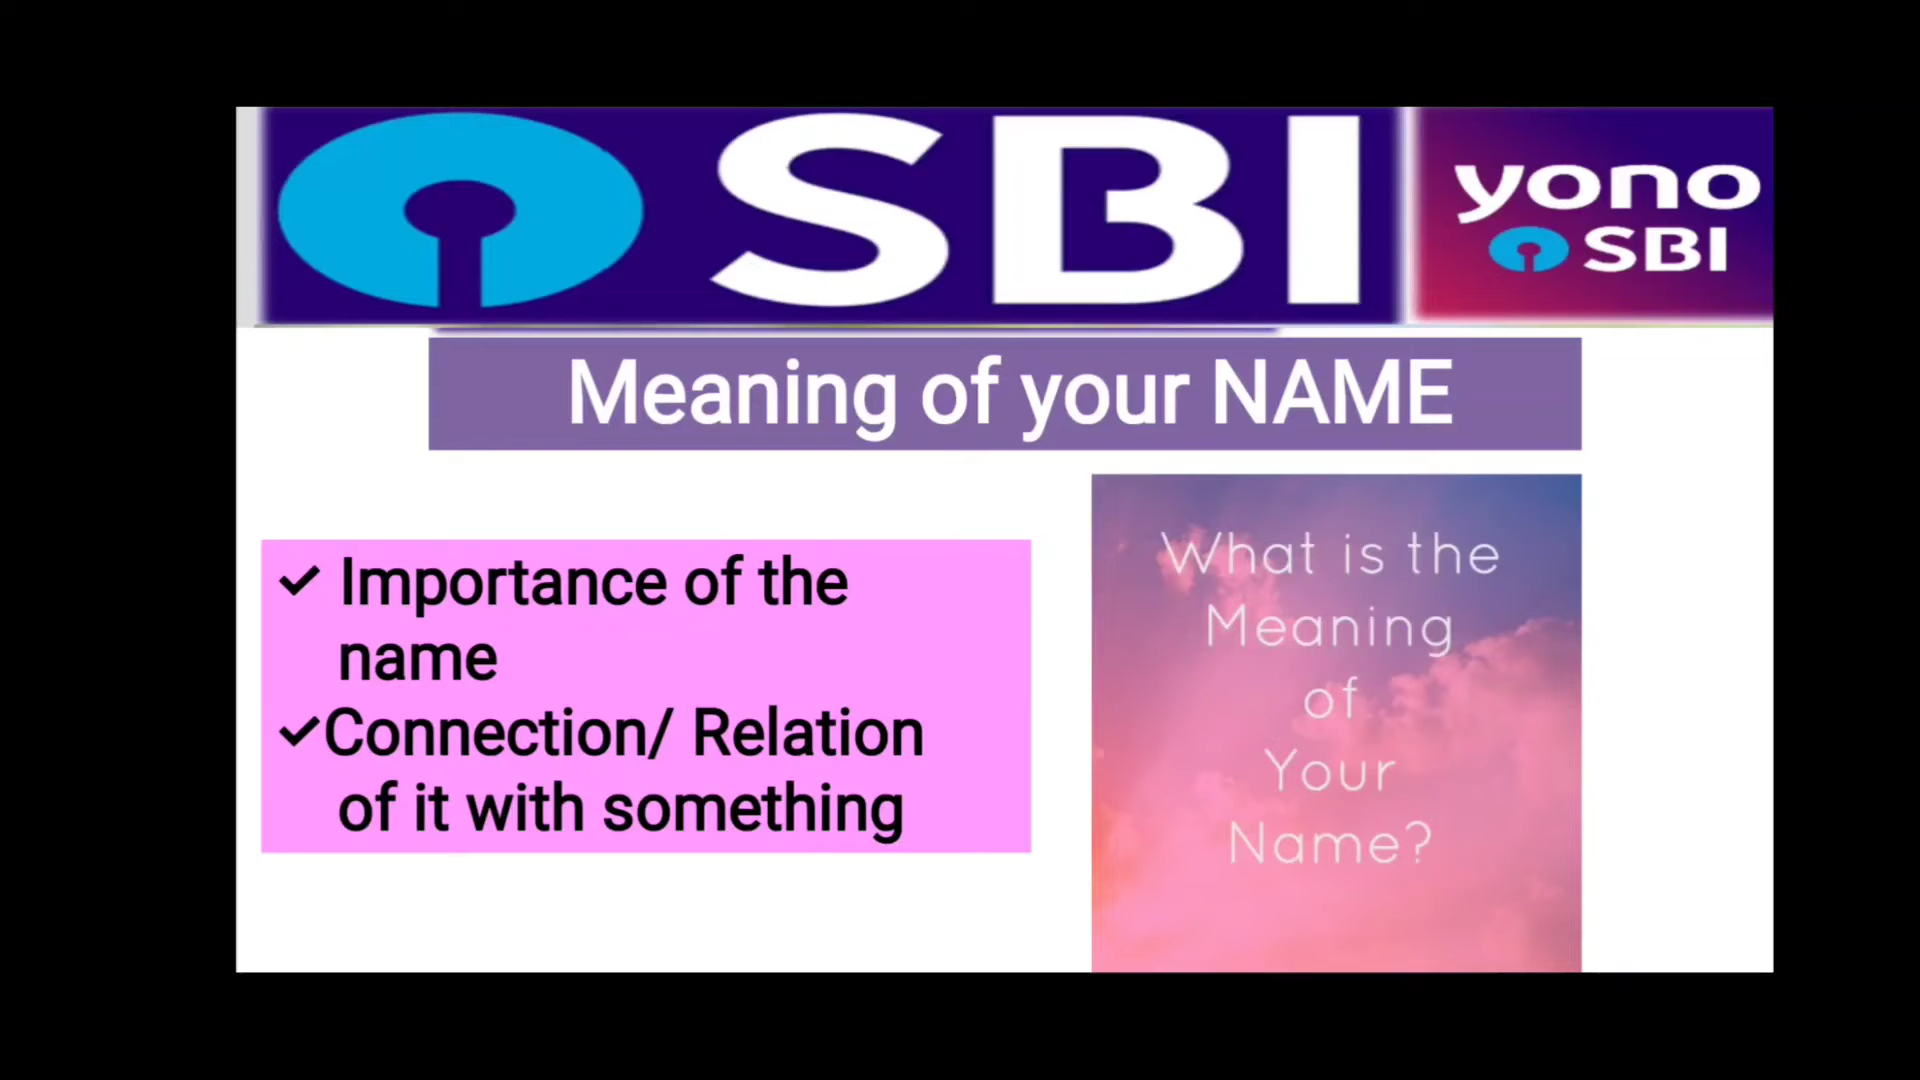 SBI
yono
SBI
Meaning of your NAME
✓ Importance of the
name
✓Connection/ Relation
of it with something
What is the
Meaning
of
Your
Name?